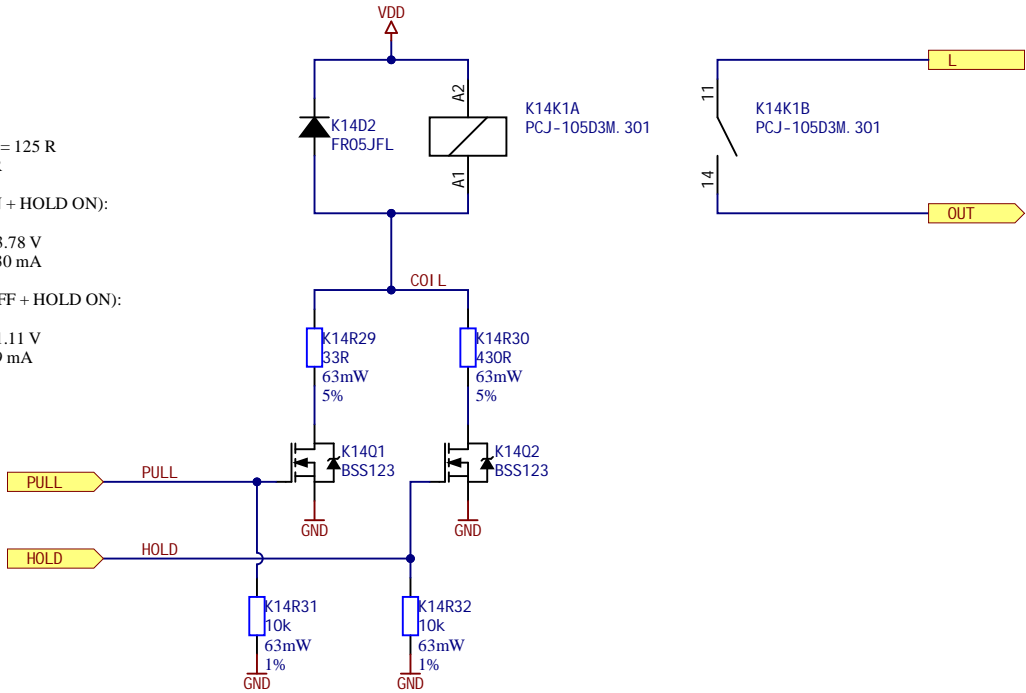 VDD
L
A2
11
K14K1A
PCJ-105D3M.301
K14K1B
PCJ-105D3M.301
K14D2
FR05JFL
= 125 R
A1
14
+ HOLD ON):
OUT
3.78 V
30 mA
COIL
FF + HOLD ON):
1.11 V
mA
K14R29
33R
63mW
5%
K14R30
430R
63mW
5%
K14Q1
BSS123
K14Q2
BSS123
PULL
PULL
GND
GND
HOLD
HOLD
K14R31
10k
63mW
1%
K14R32
10k
63mW
1%
GND
GND